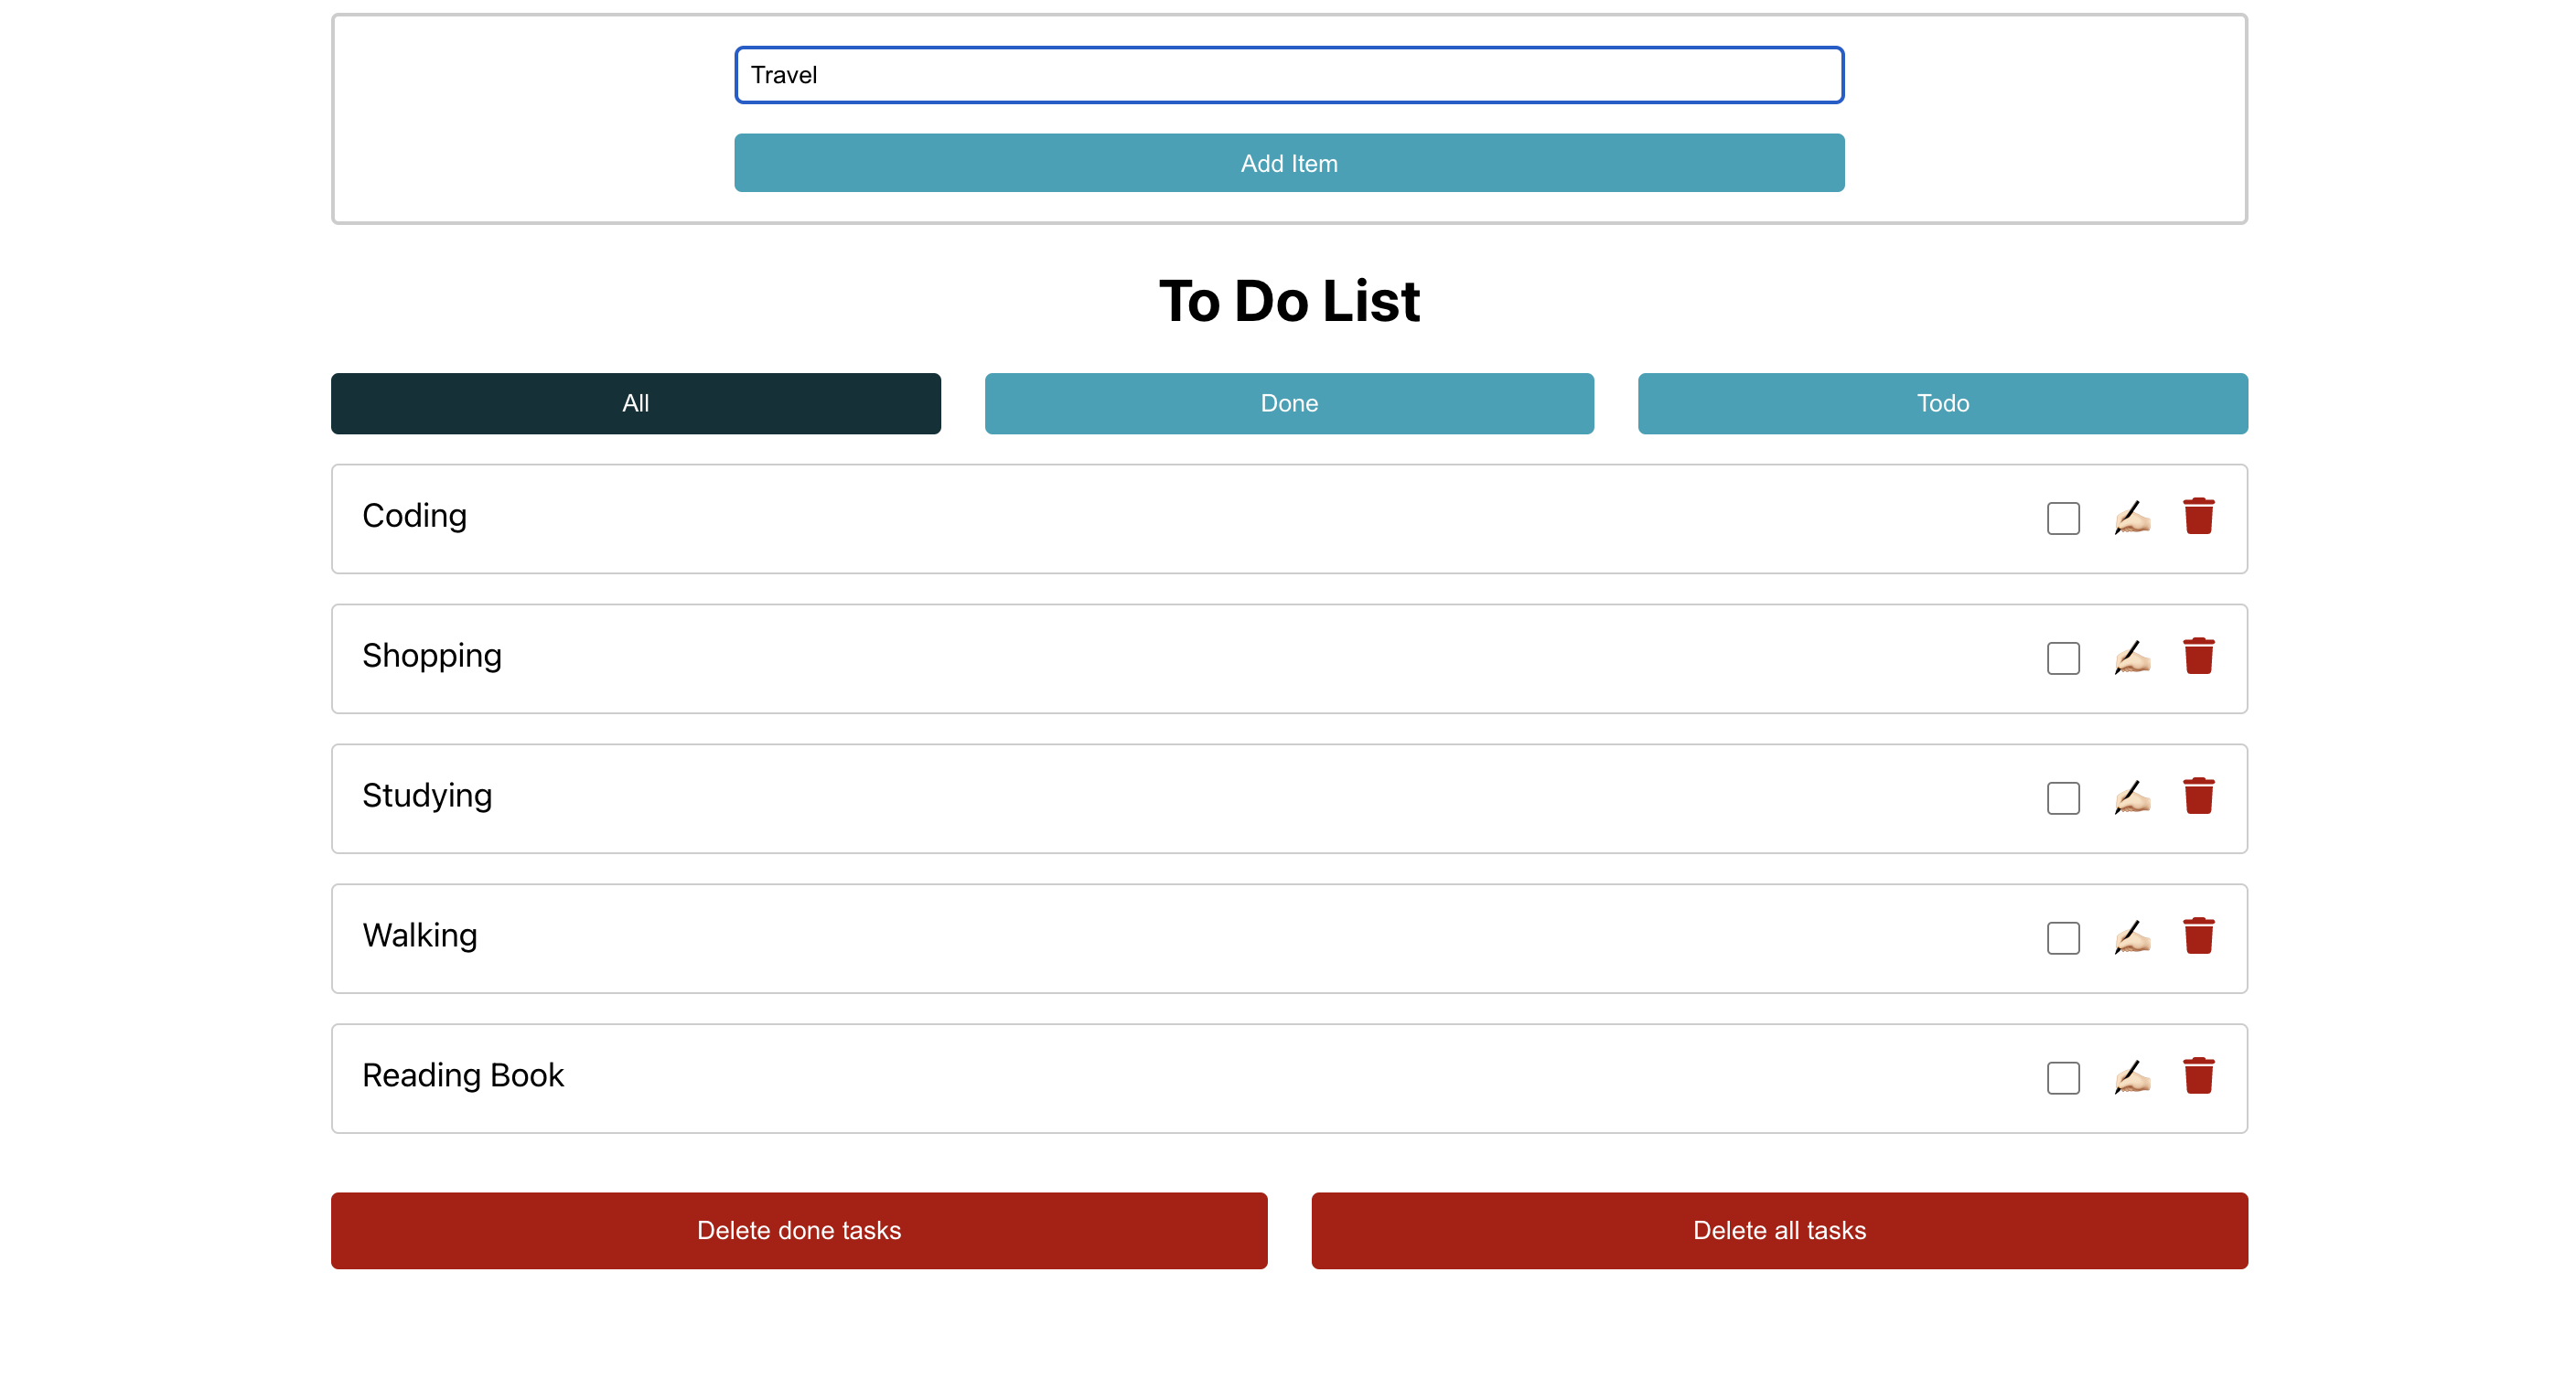 Travel
Add Item
To Do List
All Done Todo
Coding
Shopping
Studying
Walking
Reading Book
Delete done tasks Delete all tasks